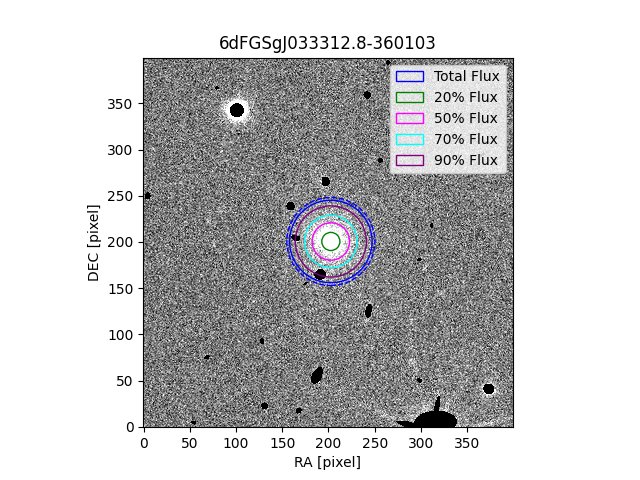 6dFGSgJ033312.8-360103
Total Flux
20% Flux
50% Flux
70% Flux
90% Flux
DEC [pixel]
350
300
250
200
150
100
50
0
0 50 100 150 200 250 300 350
RA [pixel]